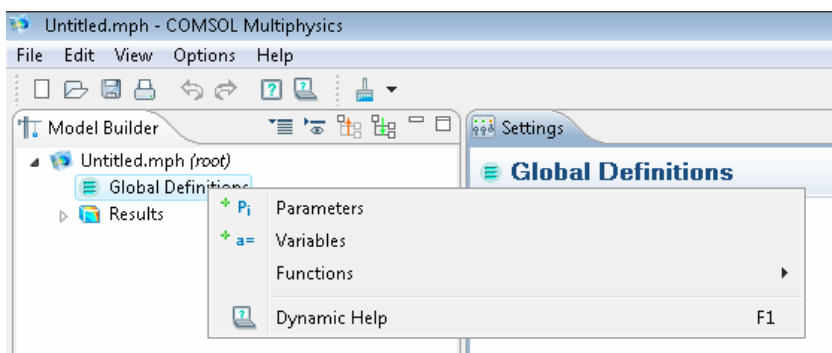 Untitled.mph - COMSOL Multiphysics
File Edit View Options Help
Model Builder
Settings
Untitled.mph (root)
Global Definitions
Global Definitions
Results
Pi Parameters
a= Variables
Functions
Dynamic Help F1